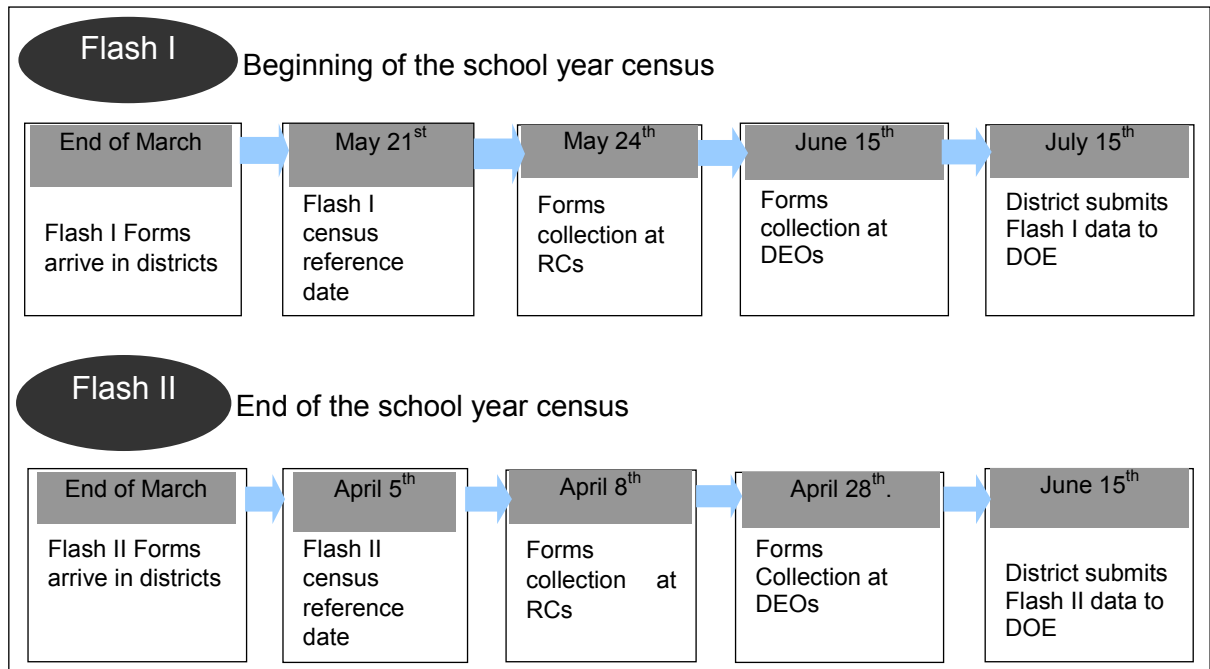 Flash I
Beginning of the school year census
End of March
Flash I Forms
arrive in districts
May 21st
Flash I
census
reference
date
May 24th
Forms
collection at
RCs
June 15th
Forms
collection at
DEOs
July 15th
District submits
Flash I data to
DOE
Flash II
End of the school year census
End of March
Flash II Forms
arrive in districts
April 5th
Flash II
census
reference
date
April 8th
Forms
collection at
RCs
April 28th.
Forms
Collection at
DEOs
June 15th
District submits
Flash II data to
DOE